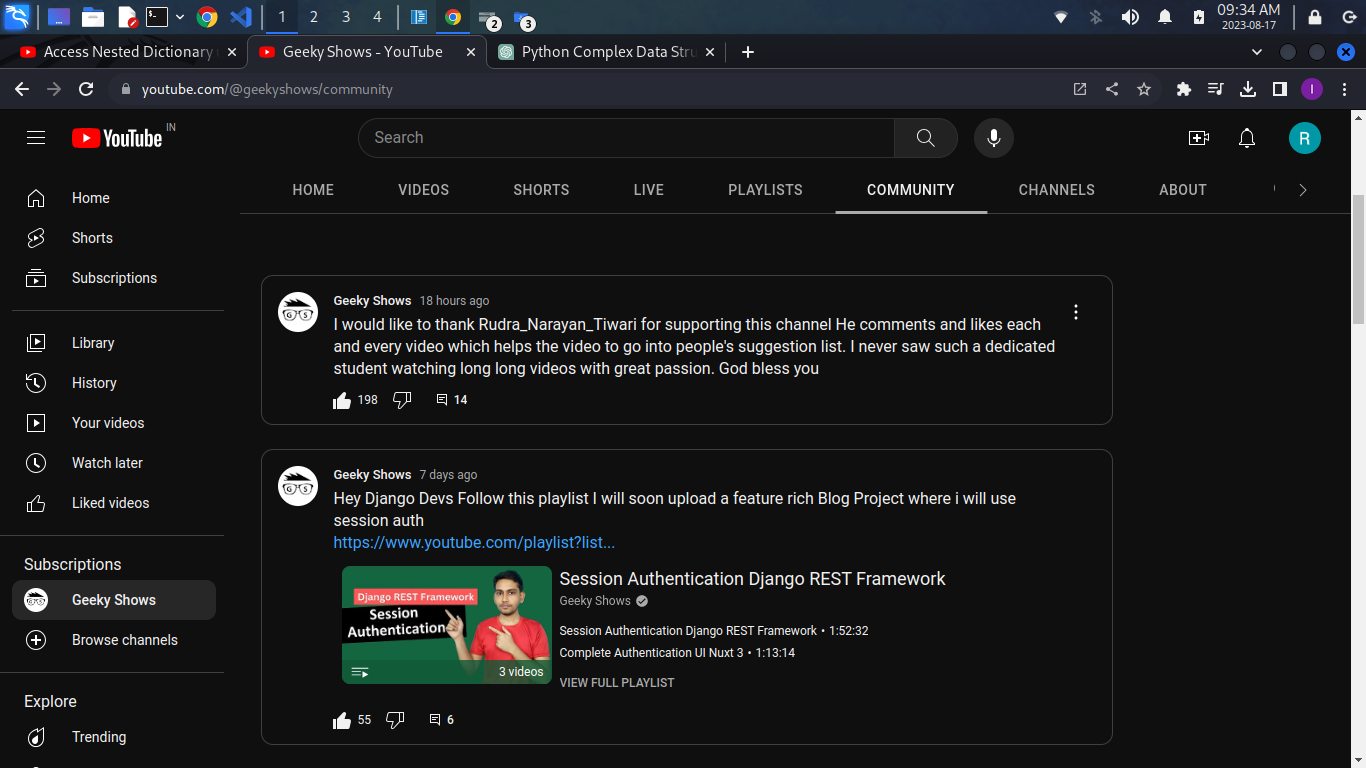 1
2
3
4
2
3
09:34 AM
2023-08-17
Access Nested Dictionary
Geeky Shows - YouTube
Python Complex Data Stru
youtube.com/@geekyshows/community
I
YouTube
IN
Search
R
HOME
VIDEOS
SHORTS
LIVE
PLAYLISTS
COMMUNITY
CHANNELS
ABOUT
Home
Shorts
Subscriptions
Library
History
Your videos
Watch later
Liked videos
Subscriptions
Geeky Shows
Browse channels
Explore
Trending
Geeky Shows 18 hours ago
I would like to thank Rudra_Narayan_Tiwari for supporting this channel He comments and likes each
and every video which helps the video to go into people's suggestion list. I never saw such a dedicated
student watching long long videos with great passion. God bless you
198
14
Geeky Shows 7 days ago
Hey Django Devs Follow this playlist I will soon upload a feature rich Blog Project where i will use
session auth
https://www.youtube.com/playlist?list...
Django REST Framework
Session
Authentication
3 videos
Session Authentication Django REST Framework
Geeky Shows
Session Authentication Django REST Framework • 1:52:32
Complete Authentication UI Nuxt 3 • 1:13:14
VIEW FULL PLAYLIST
55
6